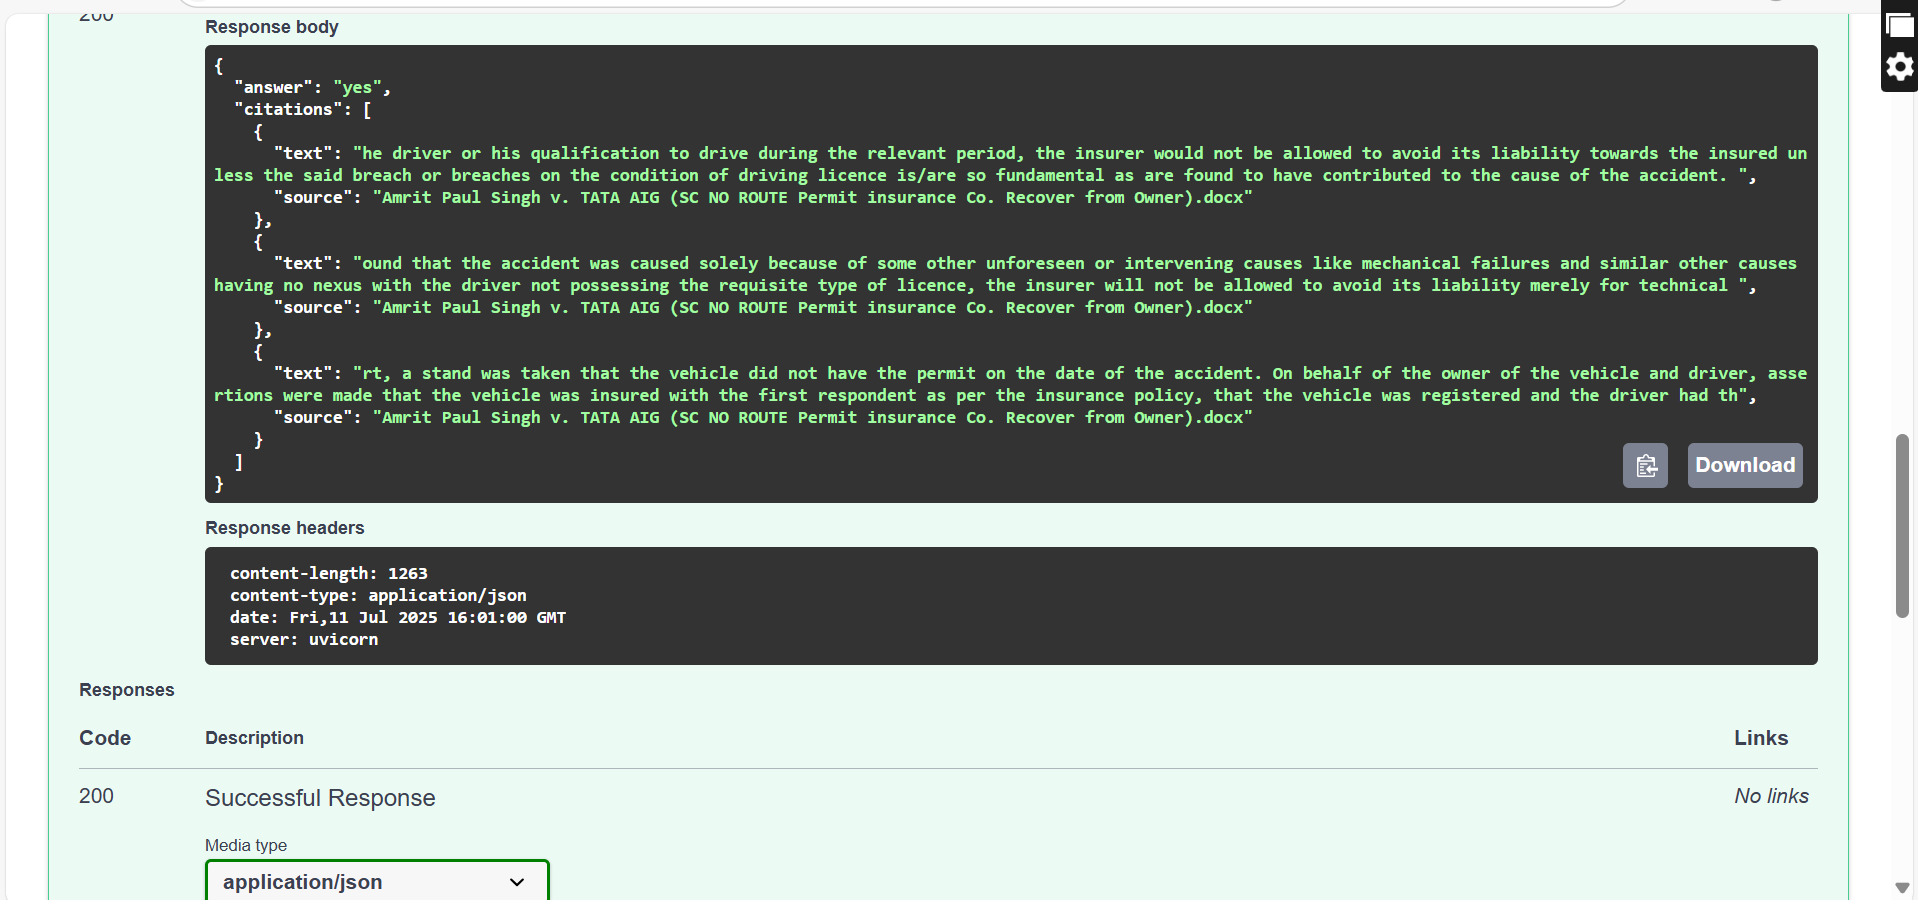 200
Response body
{
"answer": "yes",
"citations": [
{
"text": "he driver or his qualification to drive during the relevant period, the insurer would not be allowed to avoid its liability towards the insured un
less the said breach or breaches on the condition of driving licence is/are so fundamental as are found to have contributed to the cause of the accident. ",
"source": "Amrit Paul Singh v. TATA AIG (SC NO ROUTE Permit insurance Co. Recover from Owner).docx"
},
{
"text": "ound that the accident was caused solely because of some other unforeseen or intervening causes like mechanical failures and similar other causes
having no nexus with the driver not possessing the requisite type of licence, the insurer will not be allowed to avoid its liability merely for technical ",
"source": "Amrit Paul Singh v. TATA AIG (SC NO ROUTE Permit insurance Co. Recover from Owner).docx"
},
{
"text": "rt, a stand was taken that the vehicle did not have the permit on the date of the accident. On behalf of the owner of the vehicle and driver, asse
rtions were made that the vehicle was insured with the first respondent as per the insurance policy, that the vehicle was registered and the driver had th",
"source": "Amrit Paul Singh v. TATA AIG (SC NO ROUTE Permit insurance Co. Recover from Owner).docx"
}
]
}
Download
Response headers
content-length: 1263
content-type: application/json
date: Fri,11 Jul 2025 16:01:00 GMT
server: uvicorn
Responses
Code Description Links
200 Successful Response No links
Media type
application/json